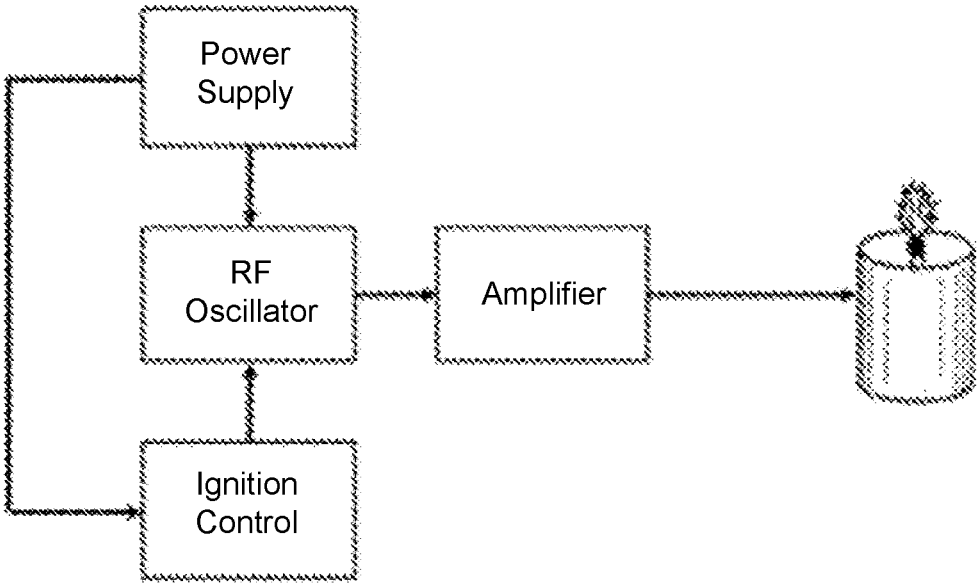 Power
Supply
RF
Oscillator
Amplifier
Ignition
Control